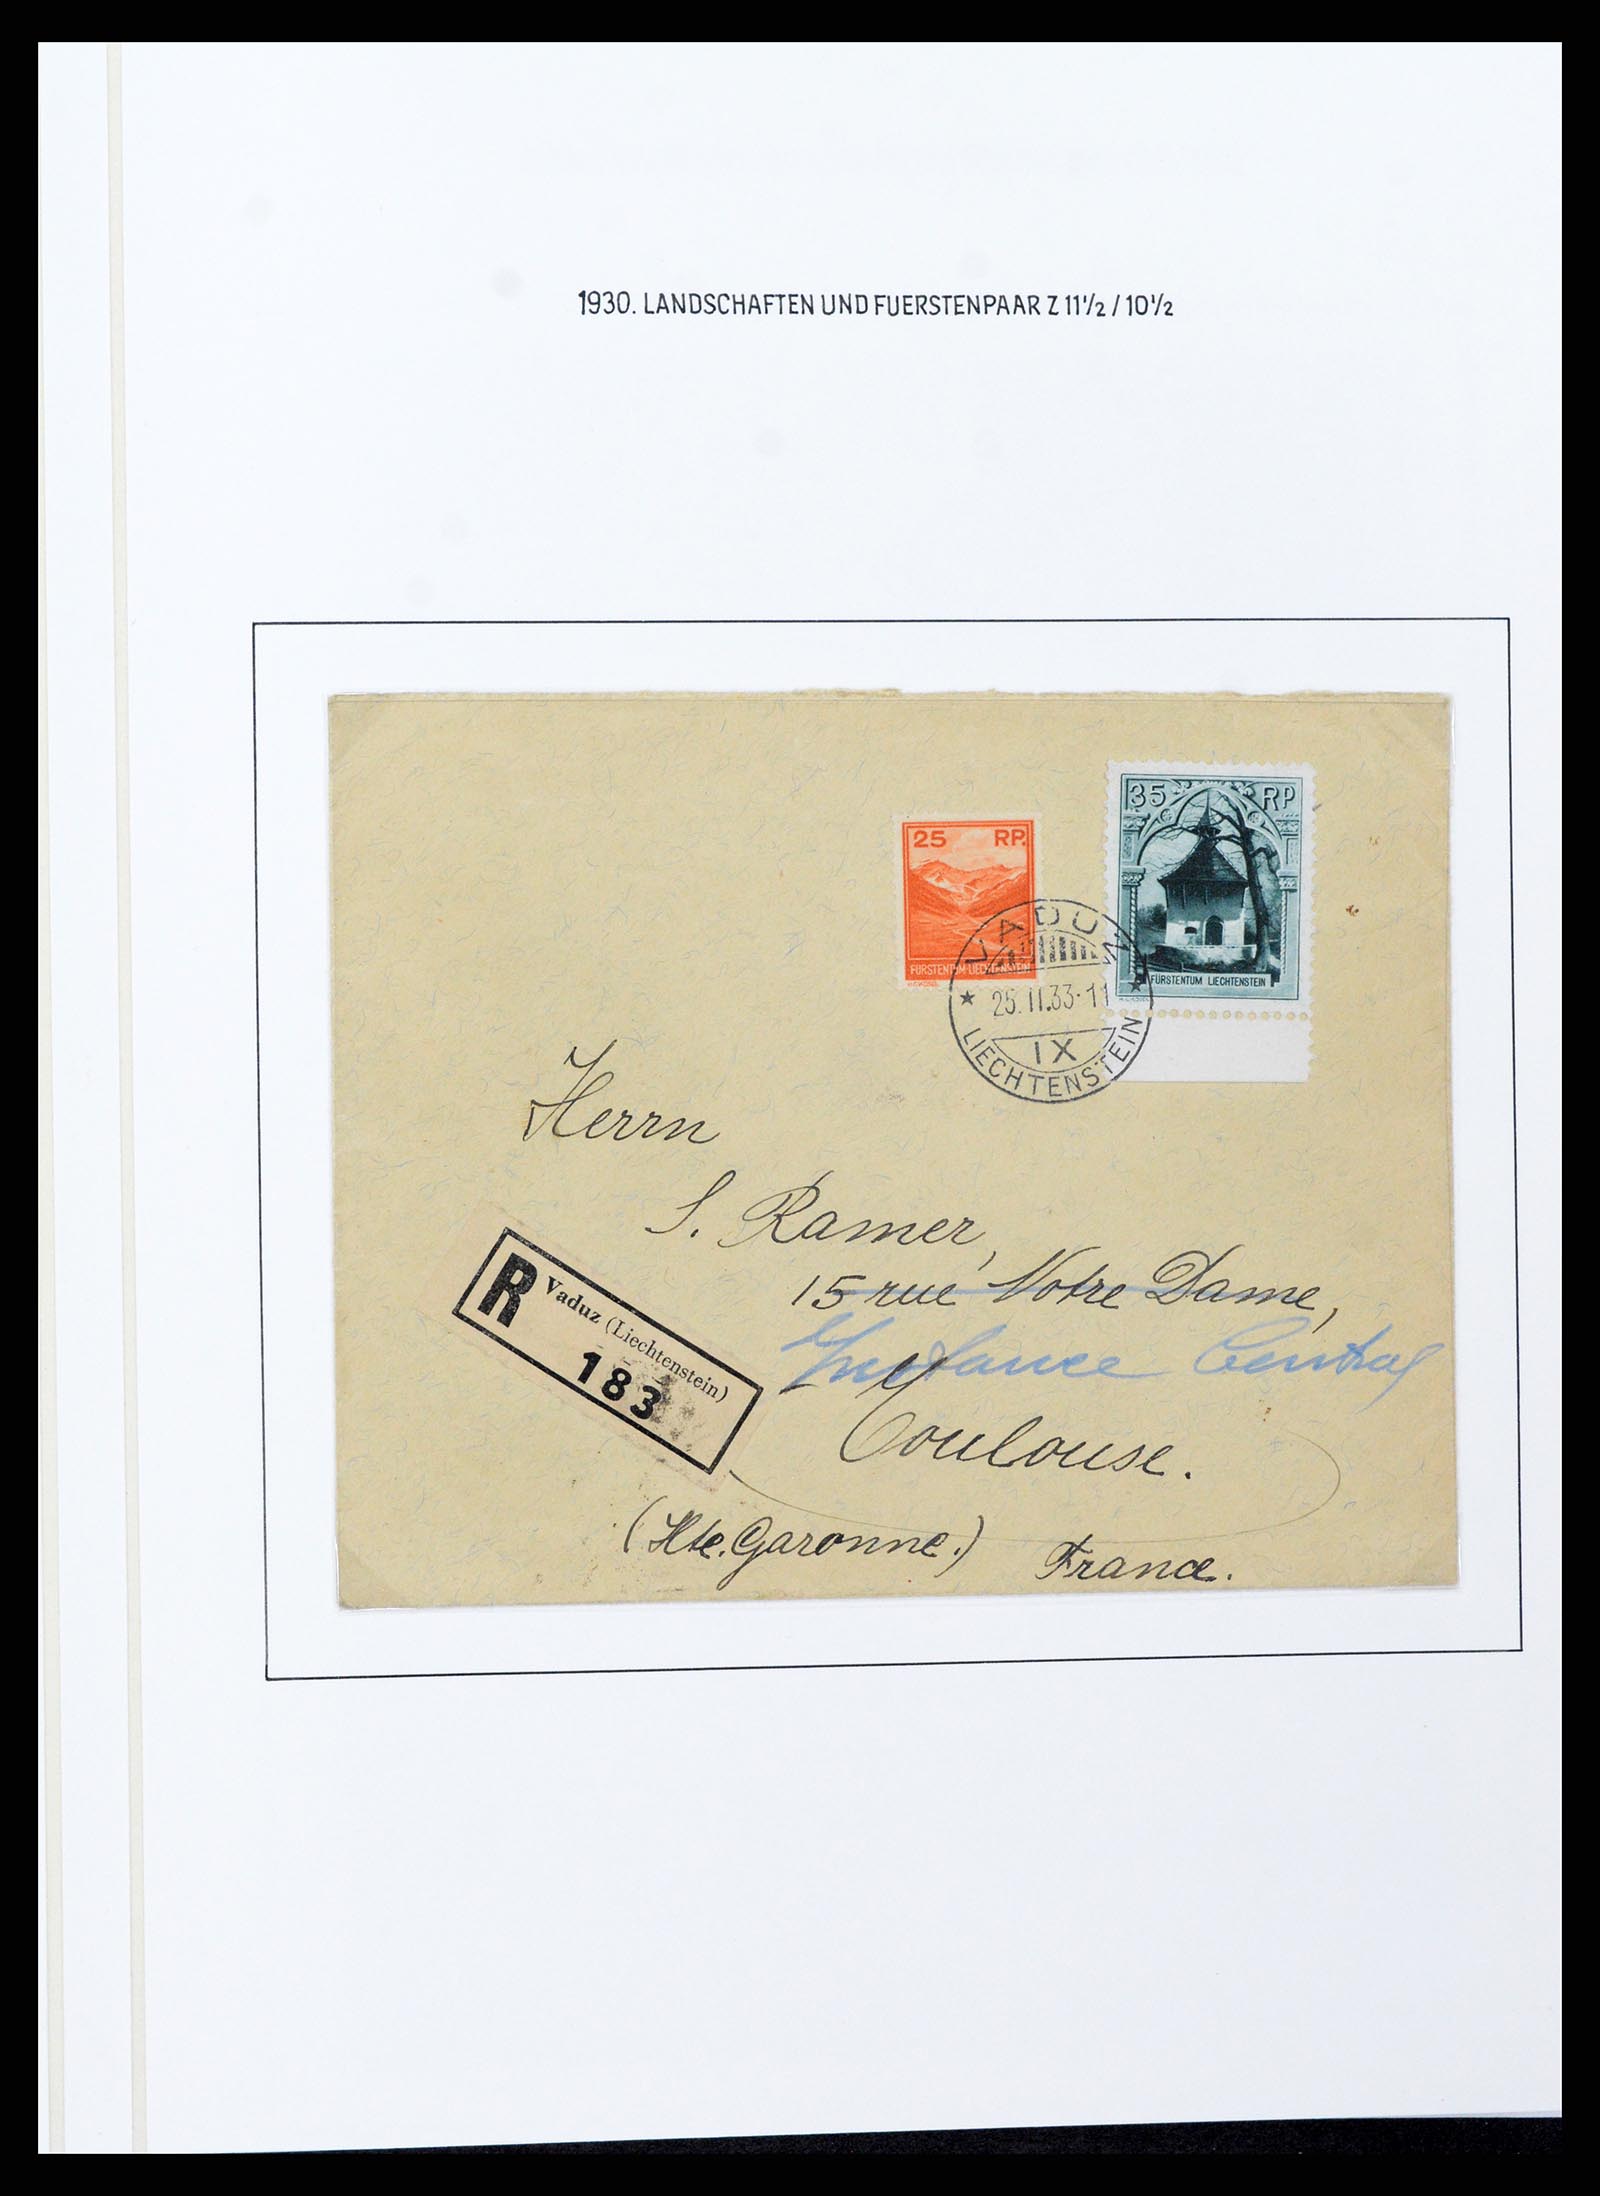 1930. LANDSCHAFTEN UND FUERSTENPAAR Z 11½ / 10½
35 RP
25 RP.
FÜRSTENTUM LIECHTENSTEIN
FÜRSTENTUM LIECHTENSTEIN
VADUZ
25.II.33-11
IX
LIECHTENSTEIN
Herrn
S. Ramer,
15 rue Notre Dame,
Central
Toulouse.
(Hte. Garonne.)
France.
R Vaduz (Liechtenstein)
183